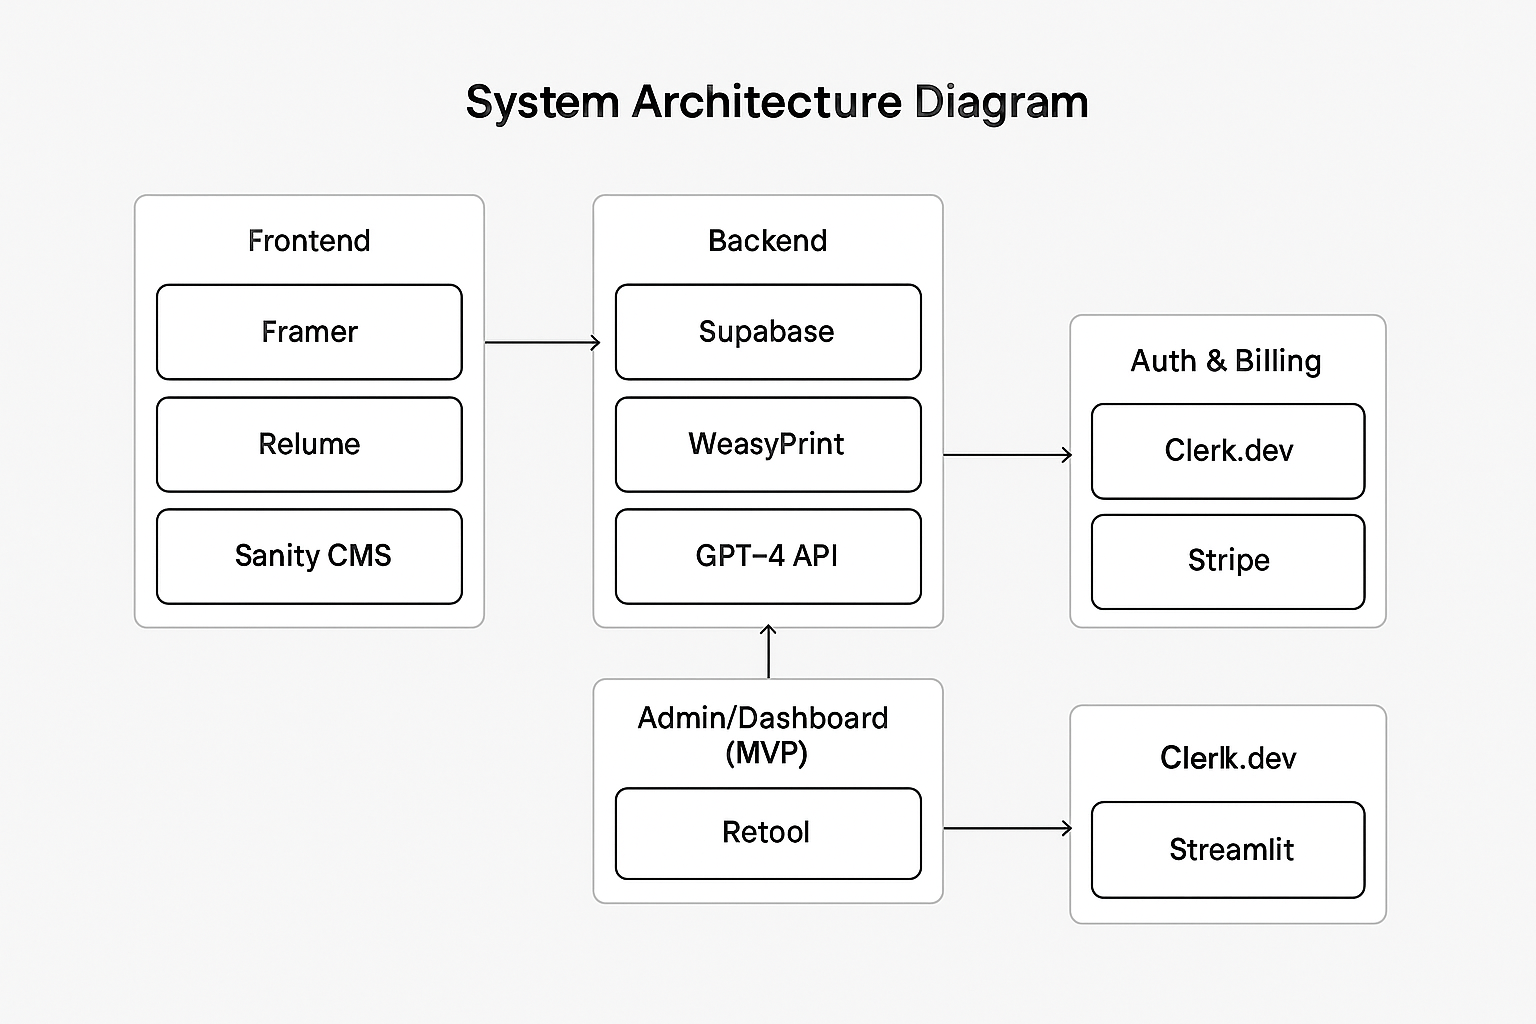 System Architecture Diagram
Frontend
Framer
Relume
Sanity CMS
Backend
Supabase
WeasyPrint
GPT–4 API
Auth & Billing
Clerk.dev
Stripe
Admin/Dashboard
(MVP)
Retool
Clerlk.dev
Streamlit